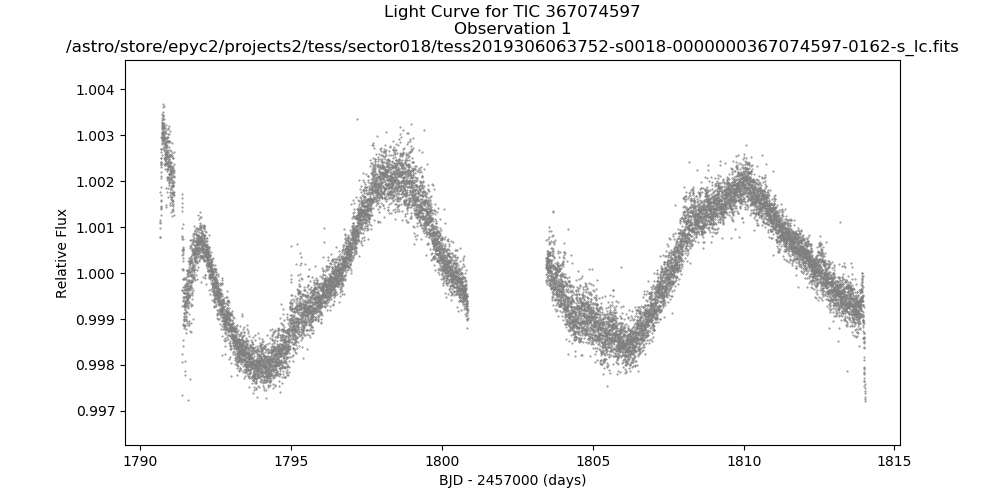 Light Curve for TIC 367074597
Observation 1
/astro/store/epyc2/projects2/tess/sector018/tess2019306063752-s0018-0000000367074597-0162-s_lc.fits
1.004
1.003
1.002
1.001
1.000
0.999
0.998
0.997
Relative Flux
1790
1795
1800
1805
1810
1815
BJD - 2457000 (days)